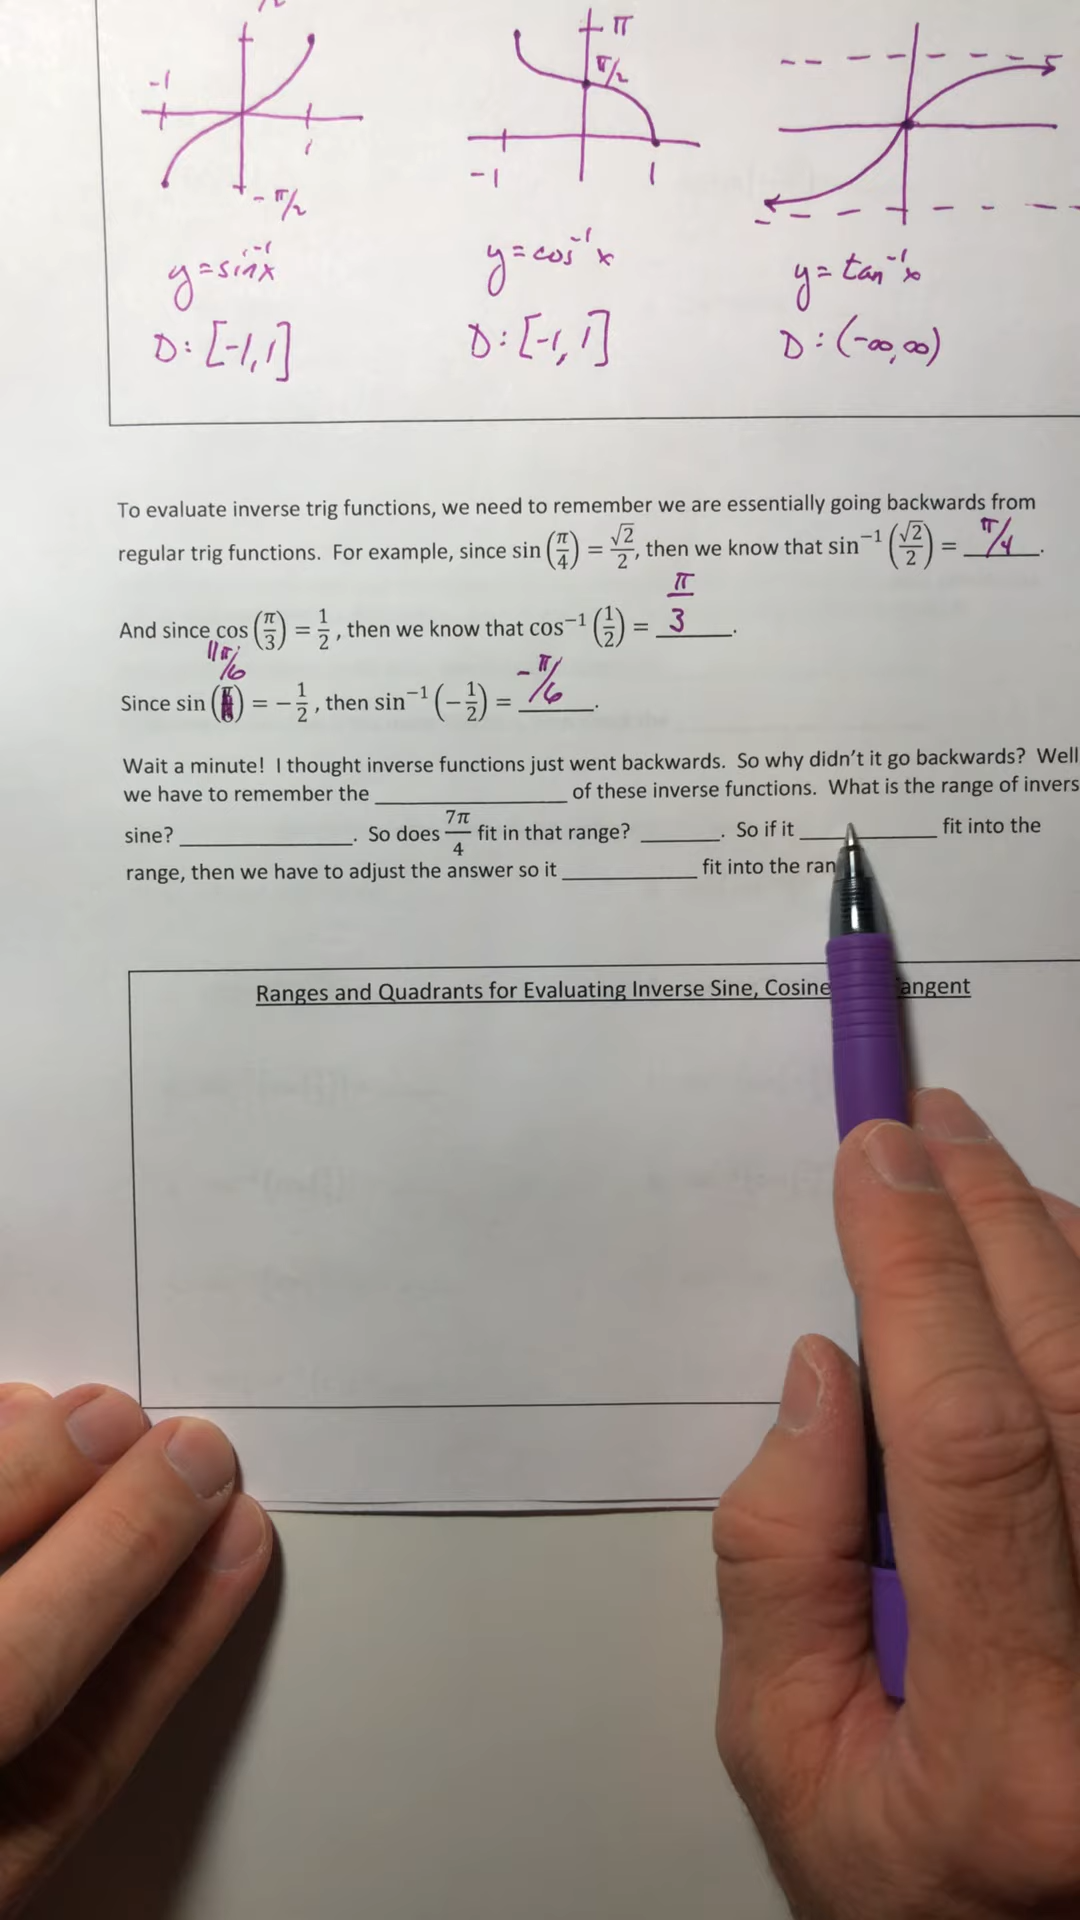 -1
1
- π/2
y = sin⁻¹x
D: [-1, 1]
π
π/2
-1
1
y = cos⁻¹x
D: [-1, 1]
y = tan⁻¹x
D: (-∞, ∞)
To evaluate inverse trig functions, we need to remember we are essentially going backwards from
regular trig functions. For example, since sin (π/4) = √2/2, then we know that sin⁻¹ (√2/2) = π/4.
And since cos (π/3) = 1/2, then we know that cos⁻¹ (1/2) = π/3.
11π/6
Since sin ( ) = −1/2, then sin⁻¹ (−1/2) = -π/6.
Wait a minute! I thought inverse functions just went backwards. So why didn't it go backwards? Well
we have to remember the ____________ of these inverse functions. What is the range of invers
sine? ____________. So does 7π/4 fit in that range? ______. So if it __________ fit into the
range, then we have to adjust the answer so it __________ fit into the ran
Ranges and Quadrants for Evaluating Inverse Sine, Cosine angent